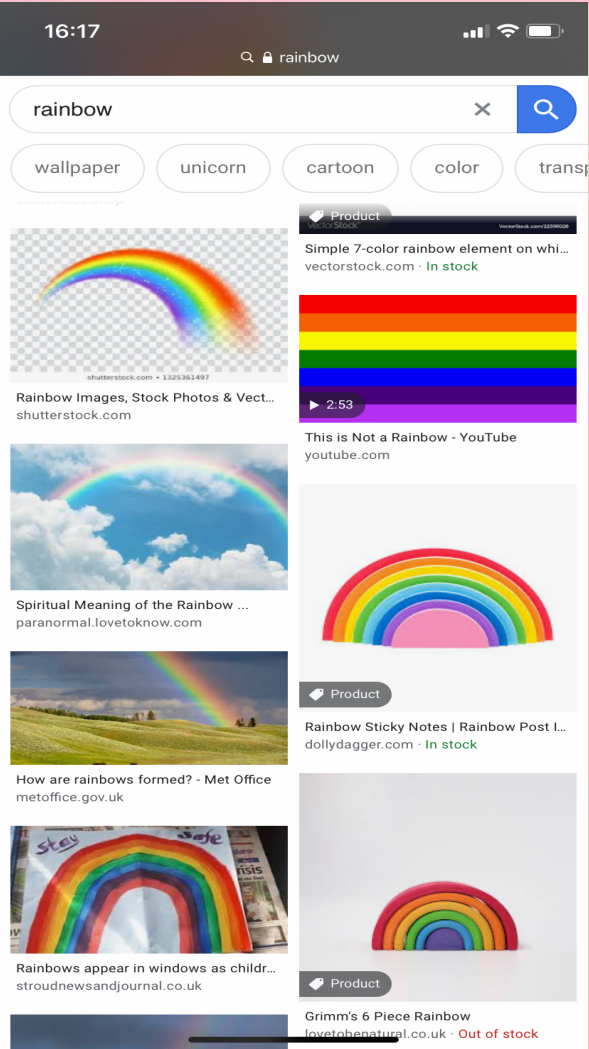 16:17
rainbow
rainbow
wallpaper
unicorn
cartoon
color
shutterstock.com • 1325361497
Rainbow Images, Stock Photos & Vect...
shutterstock.com
Spiritual Meaning of the Rainbow ...
paranormal.lovetoknow.com
How are rainbows formed? - Met Office
metoffice.gov.uk
stay safe
Rainbows appear in windows as childr...
stroudnewsandjournal.co.uk
Product
VectorStock
Simple 7-color rainbow element on whi...
vectorstock.com · In stock
2:53
This is Not a Rainbow - YouTube
youtube.com
Product
Rainbow Sticky Notes | Rainbow Post I...
dollydagger.com · In stock
Product
Grimm's 6 Piece Rainbow
lovetobenatural.co.uk · Out of stock